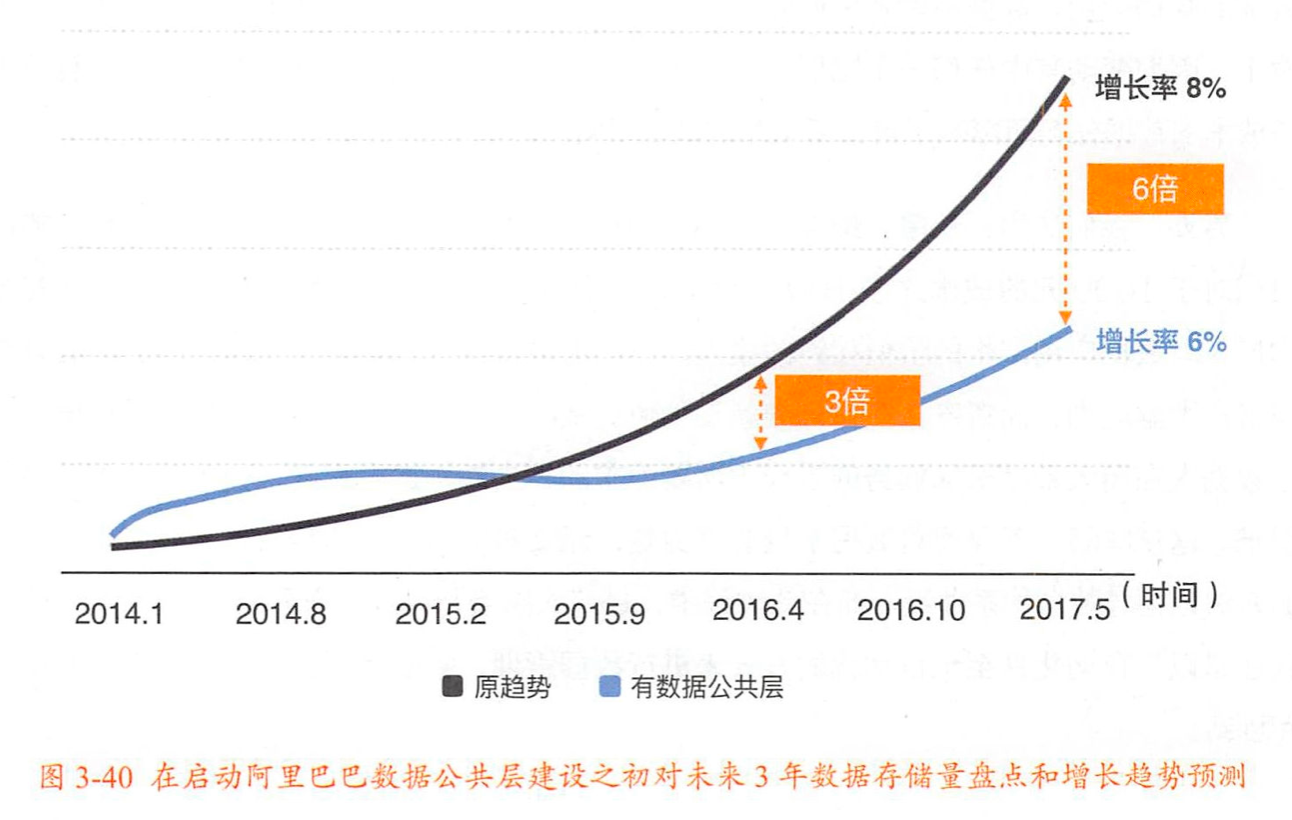 增长率 8%
6倍
增长率 6%
3倍
2014.1 2014.8 2015.2 2015.9 2016.4 2016.10 2017.5 (时间)
原趋势 有数据公共层
图 3-40 在启动阿里巴巴数据公共层建设之初对未来 3 年数据存储量盘点和增长趋势预测